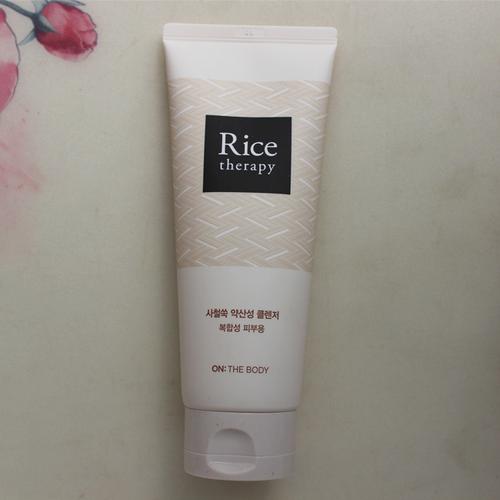 Rice
therapy
사철쑥 약산성 클렌저
복합성 피부용
ON: THE BODY